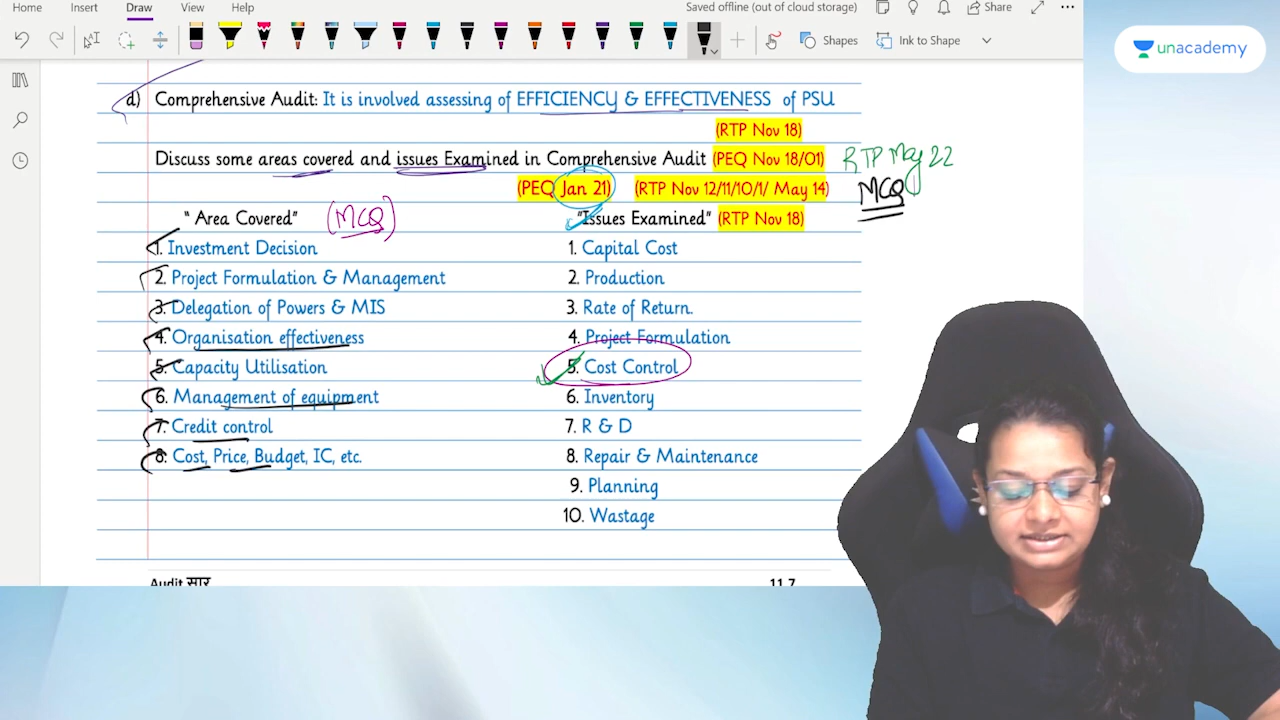 Home Insert Draw View Help Saved offline (out of cloud storage) Share
Shapes Ink to Shape
unacademy
d) Comprehensive Audit: It is involved assessing of EFFICIENCY & EFFECTIVENESS of PSU
(RTP Nov 18)
Discuss some areas covered and issues Examined in Comprehensive Audit (PEQ Nov 18/01) RTP May 22
(PEQ Jan 21) (RTP Nov 12/11/10/1/ May 14) MCQ
" Area Covered" (MCQ) "Issues Examined" (RTP Nov 18)
1. Investment Decision 1. Capital Cost
2. Project Formulation & Management 2. Production
3. Delegation of Powers & MIS 3. Rate of Return.
4. Organisation effectiveness 4. Project Formulation
5. Capacity Utilisation 5. Cost Control
6. Management of equipment 6. Inventory
7. Credit control 7. R & D
8. Cost, Price, Budget, IC, etc. 8. Repair & Maintenance
9. Planning
10. Wastage
Audit सार 11.7